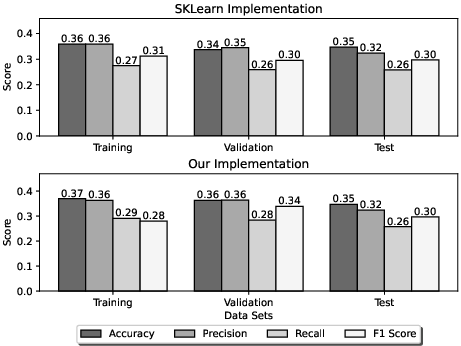 SKLearn Implementation
0.4
0.3
0.2
0.1
0.0
Score
0.36 0.36 0.27 0.31
0.34 0.35 0.26 0.30
0.35 0.32 0.26 0.30
Training Validation Test
Our Implementation
0.4
0.3
0.2
0.1
0.0
Score
0.37 0.36 0.29 0.28
0.36 0.36 0.28 0.34
0.35 0.32 0.26 0.30
Training Validation Test
Data Sets
Accuracy Precision Recall F1 Score